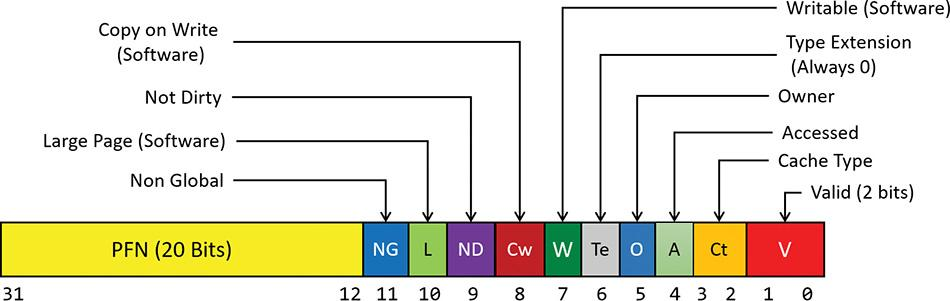 Writable (Software)
Copy on Write
(Software)
Type Extension
(Always 0)
Not Dirty
Owner
Large Page (Software)
Accessed
Cache Type
Non Global
Valid (2 bits)
PFN (20 Bits) NG L ND Cw W Te O A Ct V
31 12 11 10 9 8 7 6 5 4 3 2 1 0